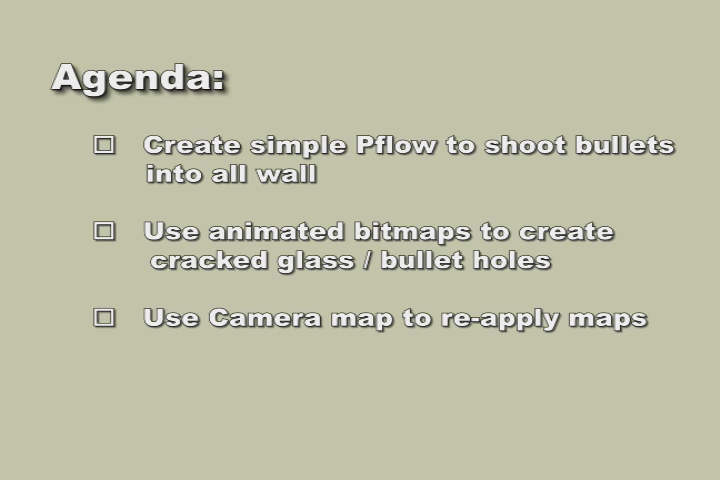 Agenda:
Create simple Pflow to shoot bullets
into all wall
Use animated bitmaps to create
cracked glass / bullet holes
Use Camera map to re-apply maps